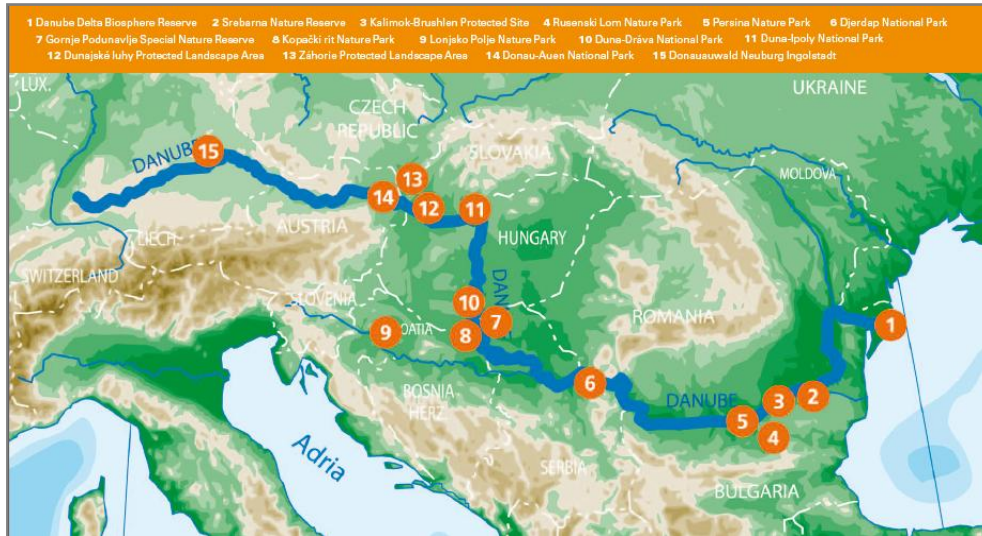 1 Danube Delta Biosphere Reserve 2 Srebarna Nature Reserve 3 Kalimok-Brushlen Protected Site 4 Rusenski Lom Nature Park 5 Persina Nature Park 6 Djerdap National Park
7 Gornje Podunavlje Special Nature Reserve 8 Kopački rit Nature Park 9 Lonjsko Polje Nature Park 10 Duna-Dráva National Park 11 Duna-Ipoly National Park
12 Dunajské luhy Protected Landscape Area 13 Záhorie Protected Landscape Area 14 Donau-Auen National Park 15 Donauauwald Neuburg Ingolstadt
LUX.
UKRAINE
CZECH
REPUBLIC
DANUBE
15
SLOVAKIA
MOLDOVA
13
14
12
11
AUSTRIA
HUNGARY
LIECH.
SWITZERLAND
DAN
SLOVENIA
10
7
ROMANIA
1
9
OATIA
8
6
BOSNIA
HERZ.
DANUBE
3
2
5
4
Adria
SERBIA
BULGARIA